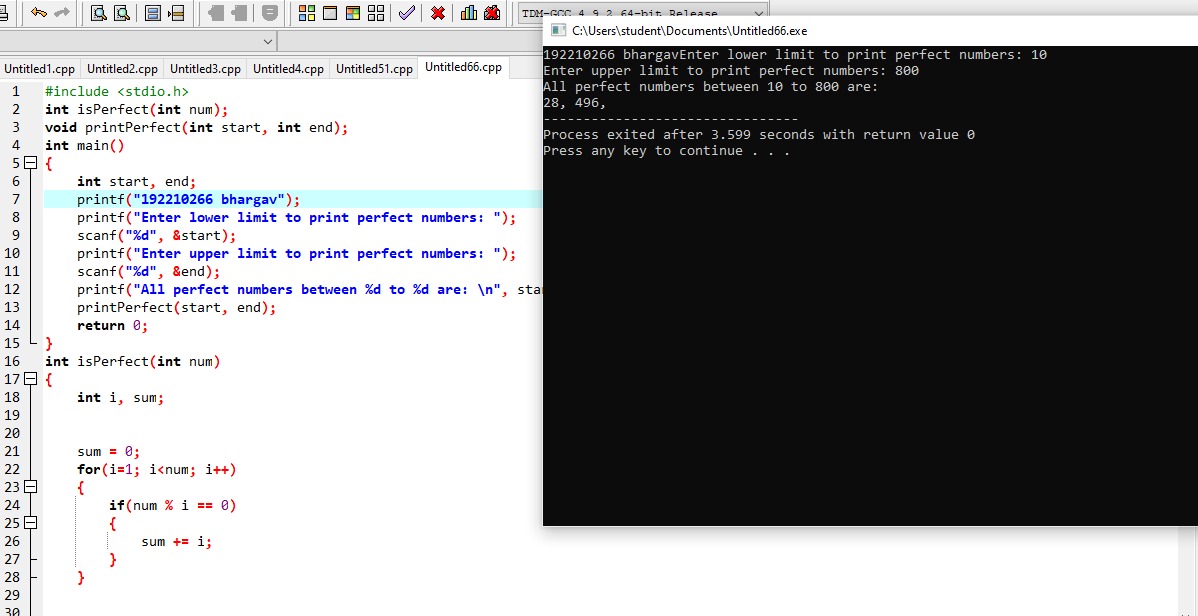 TDM-GCC 4.9.2 64-bit Release
C:\Users\student\Documents\Untitled66.exe
Untitled1.cpp Untitled2.cpp Untitled3.cpp Untitled4.cpp Untitled51.cpp Untitled66.cpp
1 #include <stdio.h>
2 int isPerfect(int num);
3 void printPerfect(int start, int end);
4 int main()
5 {
6 int start, end;
7 printf("192210266 bhargav");
8 printf("Enter lower limit to print perfect numbers: ");
9 scanf("%d", &start);
10 printf("Enter upper limit to print perfect numbers: ");
11 scanf("%d", &end);
12 printf("All perfect numbers between %d to %d are: \n", sta
13 printPerfect(start, end);
14 return 0;
15 }
16 int isPerfect(int num)
17 {
18 int i, sum;
19
20
21 sum = 0;
22 for(i=1; i<num; i++)
23 {
24 if(num % i == 0)
25 {
26 sum += i;
27 }
28 }
29
30
192210266 bhargavEnter lower limit to print perfect numbers: 10
Enter upper limit to print perfect numbers: 800
All perfect numbers between 10 to 800 are:
28, 496,
--------------------------------
Process exited after 3.599 seconds with return value 0
Press any key to continue . . .